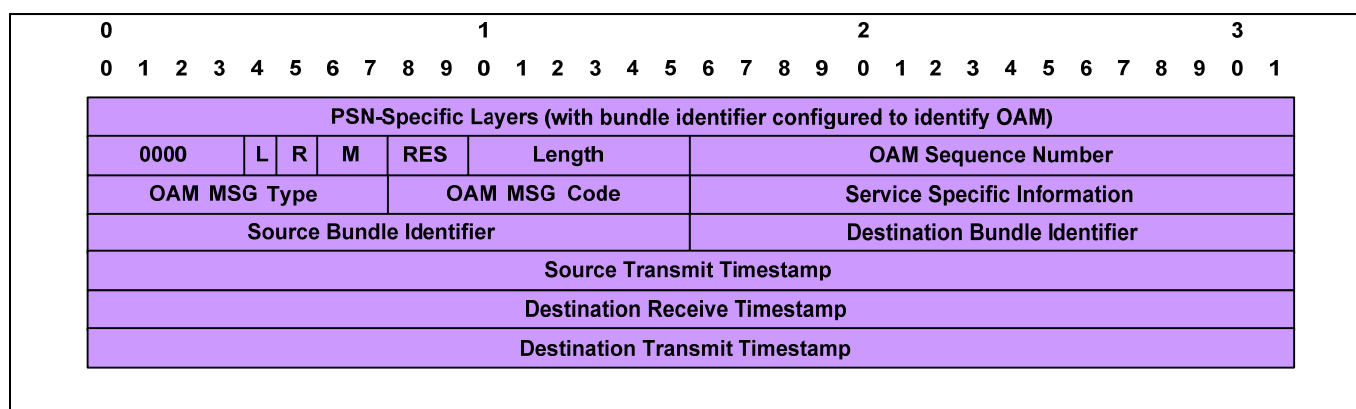 0 1 2 3
0 1 2 3 4 5 6 7 8 9 0 1 2 3 4 5 6 7 8 9 0 1 2 3 4 5 6 7 8 9 0 1
PSN-Specific Layers (with bundle identifier configured to identify OAM)
0000 L R M RES Length OAM Sequence Number
OAM MSG Type OAM MSG Code Service Specific Information
Source Bundle Identifier Destination Bundle Identifier
Source Transmit Timestamp
Destination Receive Timestamp
Destination Transmit Timestamp